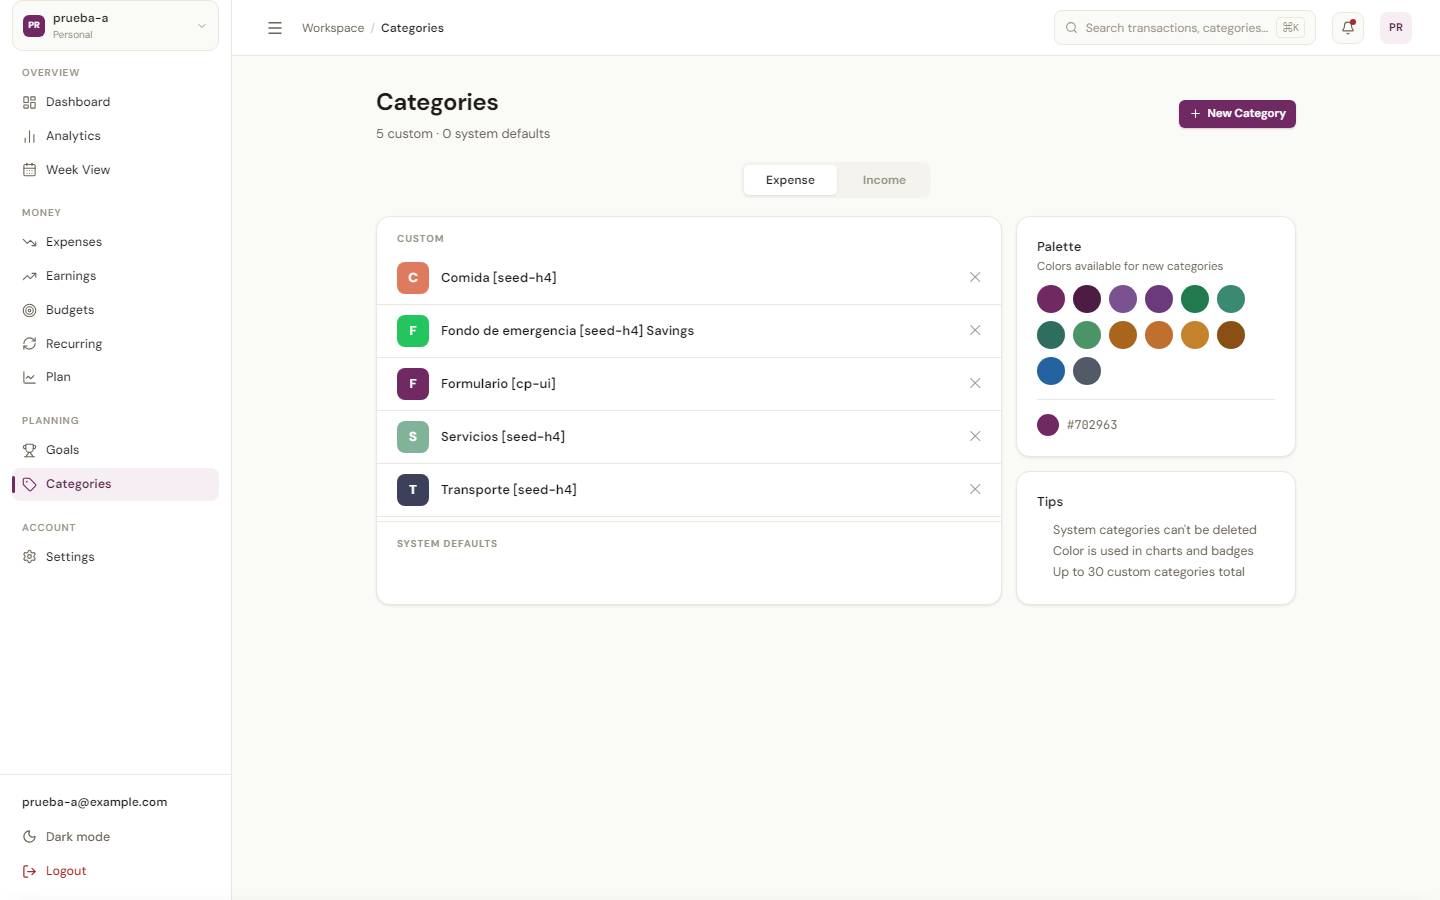 PR
prueba-a
Personal
OVERVIEW
Dashboard
Analytics
Week View
MONEY
Expenses
Earnings
Budgets
Recurring
Plan
PLANNING
Goals
Categories
ACCOUNT
Settings
prueba-a@example.com
Dark mode
Logout
Workspace / Categories
Search transactions, categories... ⌘K
PR
Categories
5 custom · 0 system defaults
+ New Category
Expense
Income
CUSTOM
C Comida [seed-h4]
F Fondo de emergencia [seed-h4] Savings
F Formulario [cp-ui]
S Servicios [seed-h4]
T Transporte [seed-h4]
SYSTEM DEFAULTS
Palette
Colors available for new categories
#702963
Tips
System categories can't be deleted
Color is used in charts and badges
Up to 30 custom categories total